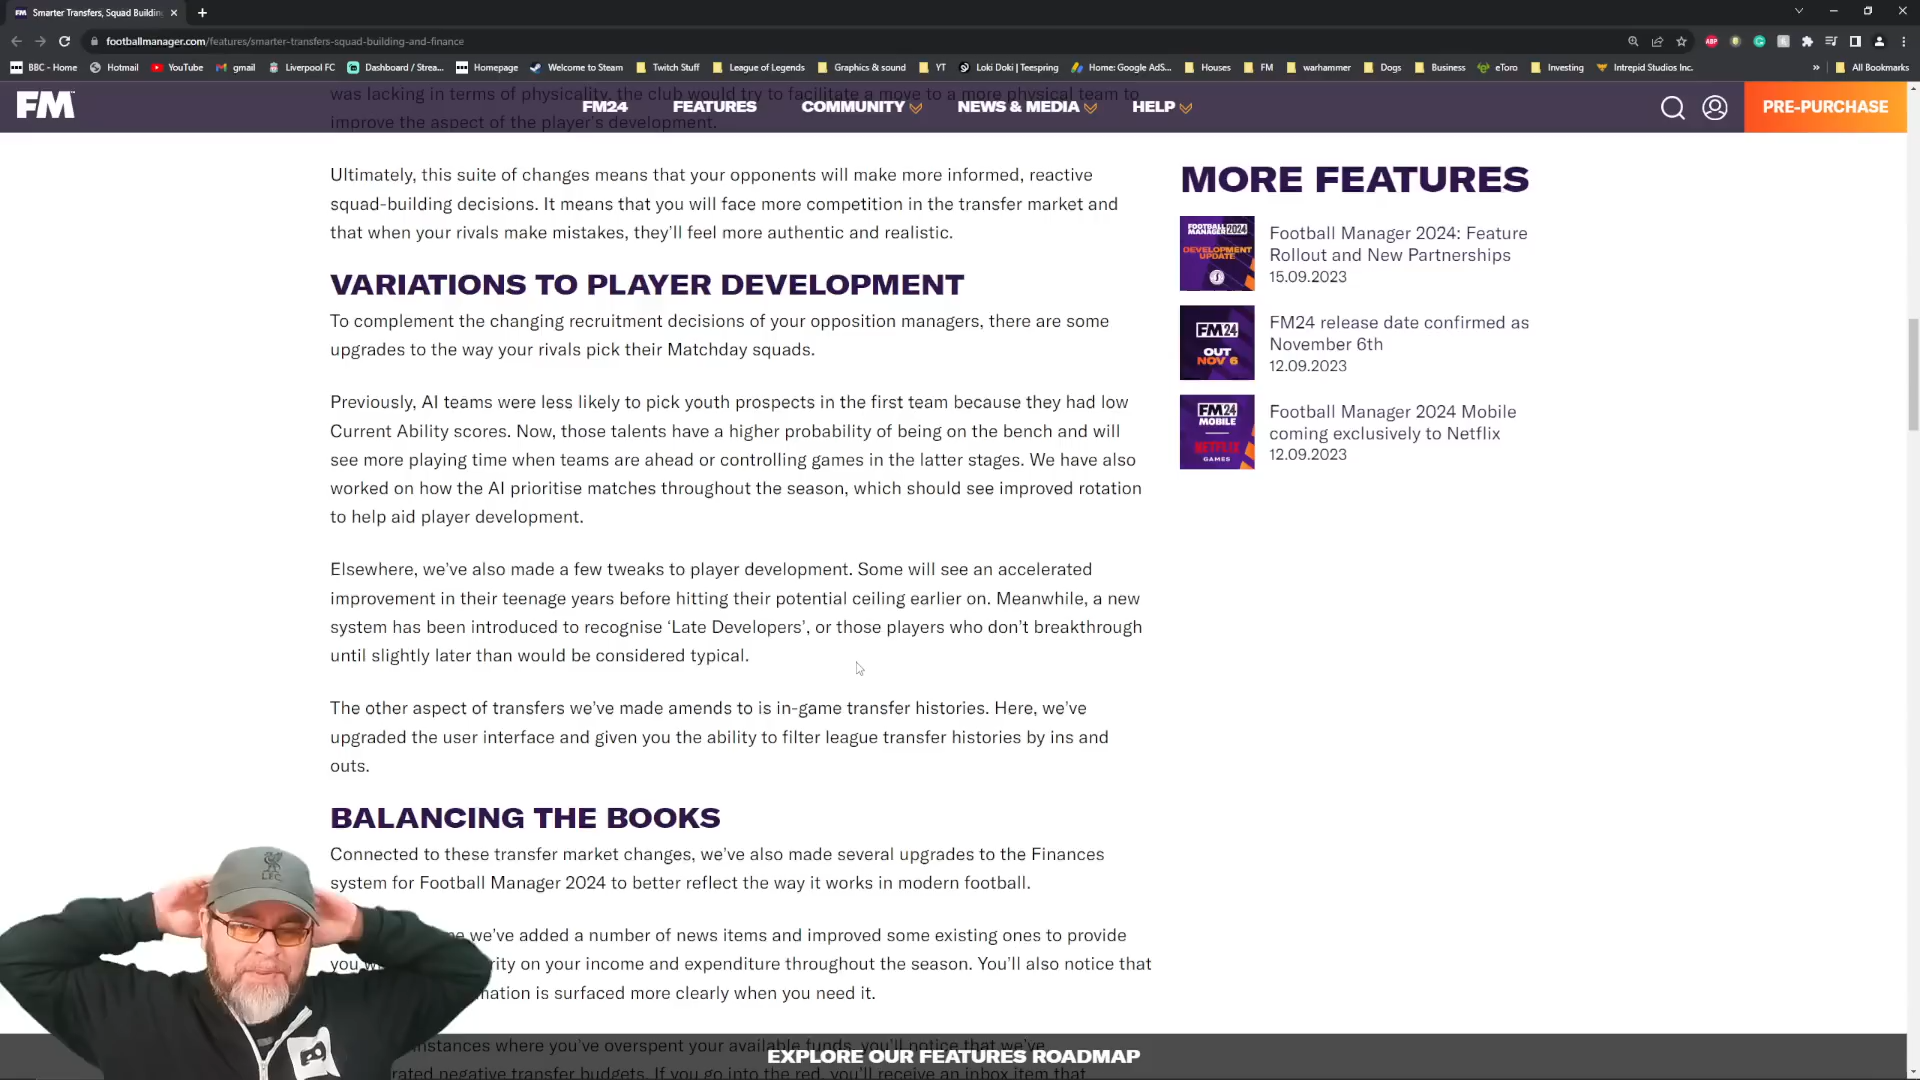 Smarter Transfers, Squad Buildin
footballmanager.com/features/smarter-transfers-squad-building-and-finance
ABP
BBC - Home Hotmail YouTube gmail Liverpool FC Dashboard / Strea... Homepage Welcome to Steam Twitch Stuff League of Legends Graphics & sound YT Loki Doki | Teespring Home: Google AdS... Houses FM warhammer Dogs Business eToro Investing Intrepid Studios Inc. » All Bookmarks
was lacking in terms of physicality, the club would try to facilitate a move to a more physical team to
FM FM24 FEATURES COMMUNITY NEWS & MEDIA HELP PRE-PURCHASE
improve the aspect of the player's development.
Ultimately, this suite of changes means that your opponents will make more informed, reactive
squad-building decisions. It means that you will face more competition in the transfer market and
that when your rivals make mistakes, they’ll feel more authentic and realistic.
VARIATIONS TO PLAYER DEVELOPMENT
To complement the changing recruitment decisions of your opposition managers, there are some
upgrades to the way your rivals pick their Matchday squads.
Previously, AI teams were less likely to pick youth prospects in the first team because they had low
Current Ability scores. Now, those talents have a higher probability of being on the bench and will
see more playing time when teams are ahead or controlling games in the latter stages. We have also
worked on how the AI prioritise matches throughout the season, which should see improved rotation
to help aid player development.
Elsewhere, we’ve also made a few tweaks to player development. Some will see an accelerated
improvement in their teenage years before hitting their potential ceiling earlier on. Meanwhile, a new
system has been introduced to recognise ‘Late Developers’, or those players who don’t breakthrough
until slightly later than would be considered typical.
The other aspect of transfers we’ve made amends to is in-game transfer histories. Here, we’ve
upgraded the user interface and given you the ability to filter league transfer histories by ins and
outs.
BALANCING THE BOOKS
Connected to these transfer market changes, we’ve also made several upgrades to the Finances
system for Football Manager 2024 to better reflect the way it works in modern football.
we’ve added a number of news items and improved some existing ones to provide
you on your income and expenditure throughout the season. You’ll also notice that
is surfaced more clearly when you need it.
where you’ve overspent your available funds, you’ll notice that we’ve
negative transfer budgets. If you go into the red, you’ll receive an inbox item that
EXPLORE OUR FEATURES ROADMAP
MORE FEATURES
FOOTBALL
MANAGER 2024
DEVELOPMENT
UPDATE
Football Manager 2024: Feature
Rollout and New Partnerships
15.09.2023
FM24
OUT
NOV 6
FM24 release date confirmed as
November 6th
12.09.2023
FM24
MOBILE
NETFLIX
GAMES
Football Manager 2024 Mobile
coming exclusively to Netflix
12.09.2023
LFC